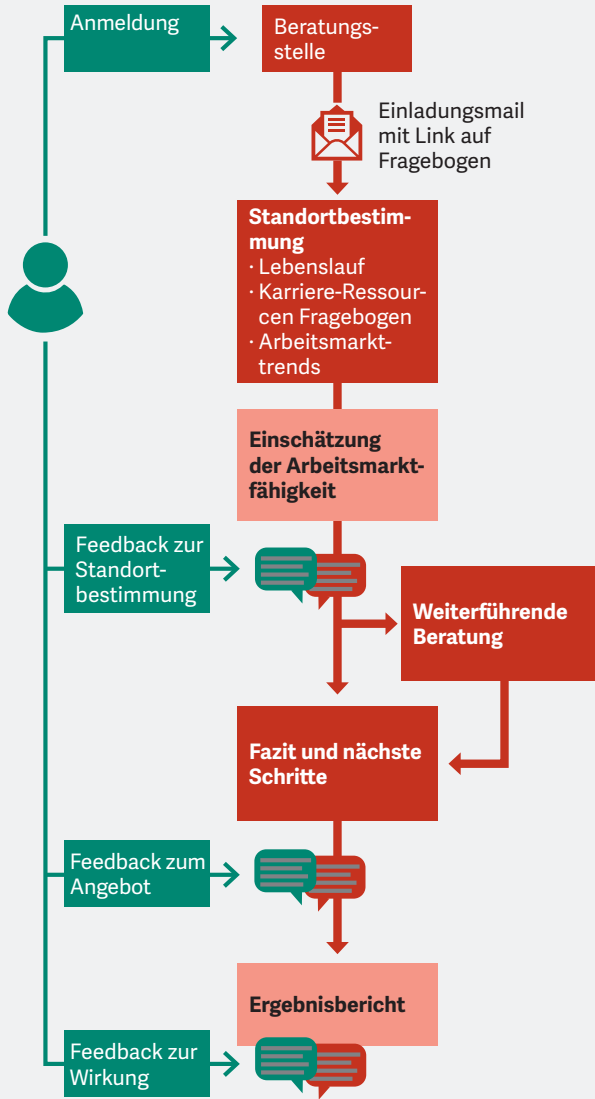 Anmeldung
Beratungs-
stelle
Einladungsmail
mit Link auf
Fragebogen
Standortbestim-
mung
· Lebenslauf
· Karriere-Ressour-
cen Fragebogen
· Arbeitsmarkt-
trends
Einschätzung
der Arbeitsmarkt-
fähigkeit
Feedback zur
Standort-
bestimmung
Weiterführende
Beratung
Fazit und nächste
Schritte
Feedback zum
Angebot
Ergebnisbericht
Feedback zur
Wirkung